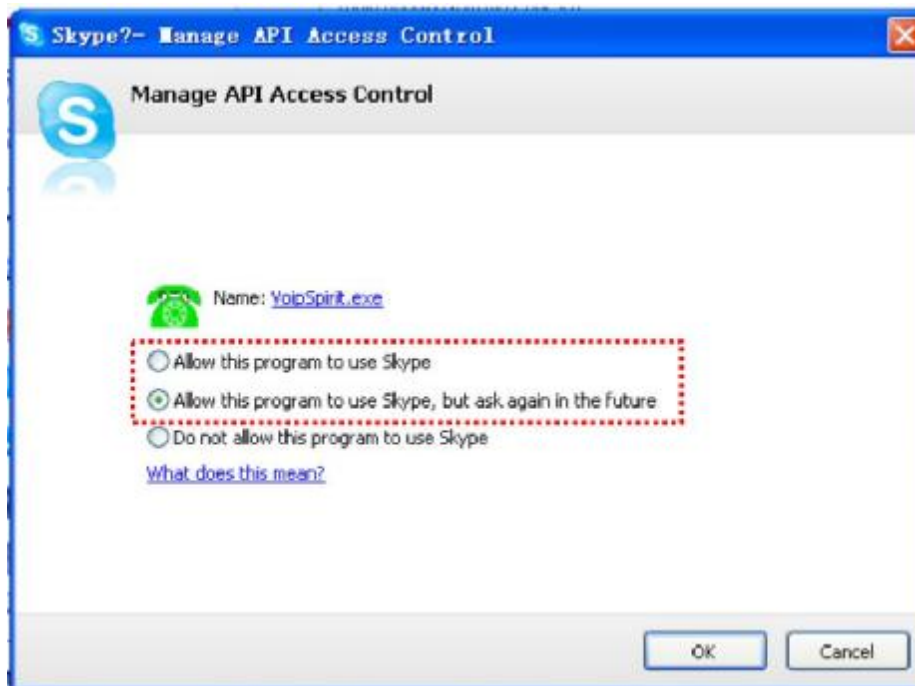 Skype?- Manage API Access Control
Manage API Access Control
Name: VoipSpirit.exe
Allow this program to use Skype
Allow this program to use Skype, but ask again in the future
Do not allow this program to use Skype
What does this mean?
OK
Cancel